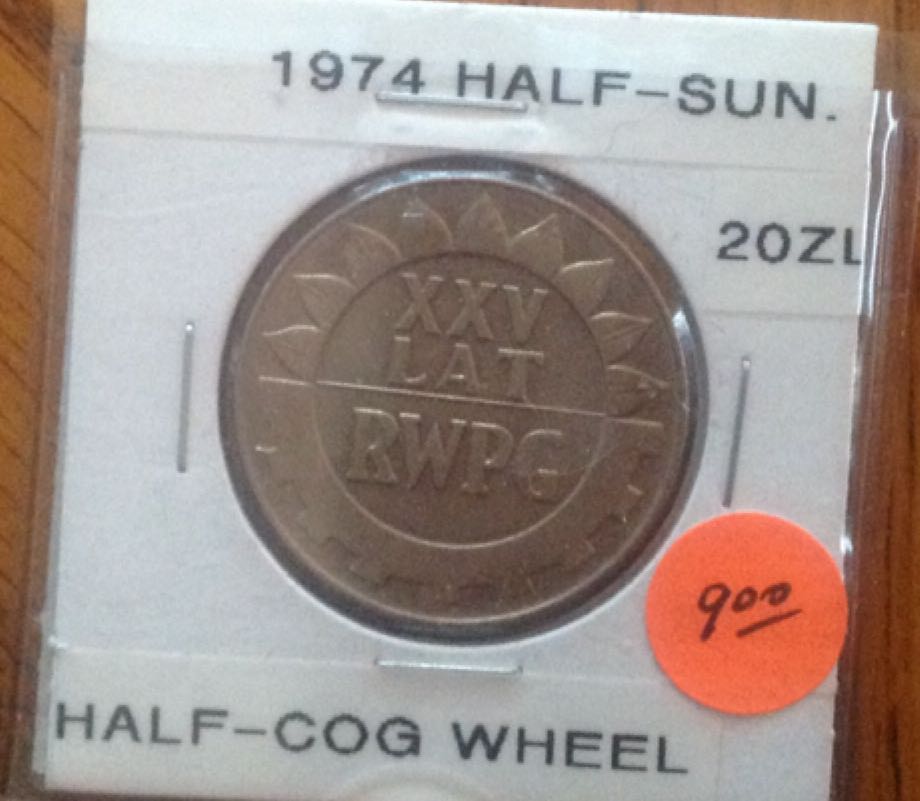 1974 HALF-SUN.
20ZL
XXV
LAT
RWPG
900
HALF-COG WHEEL